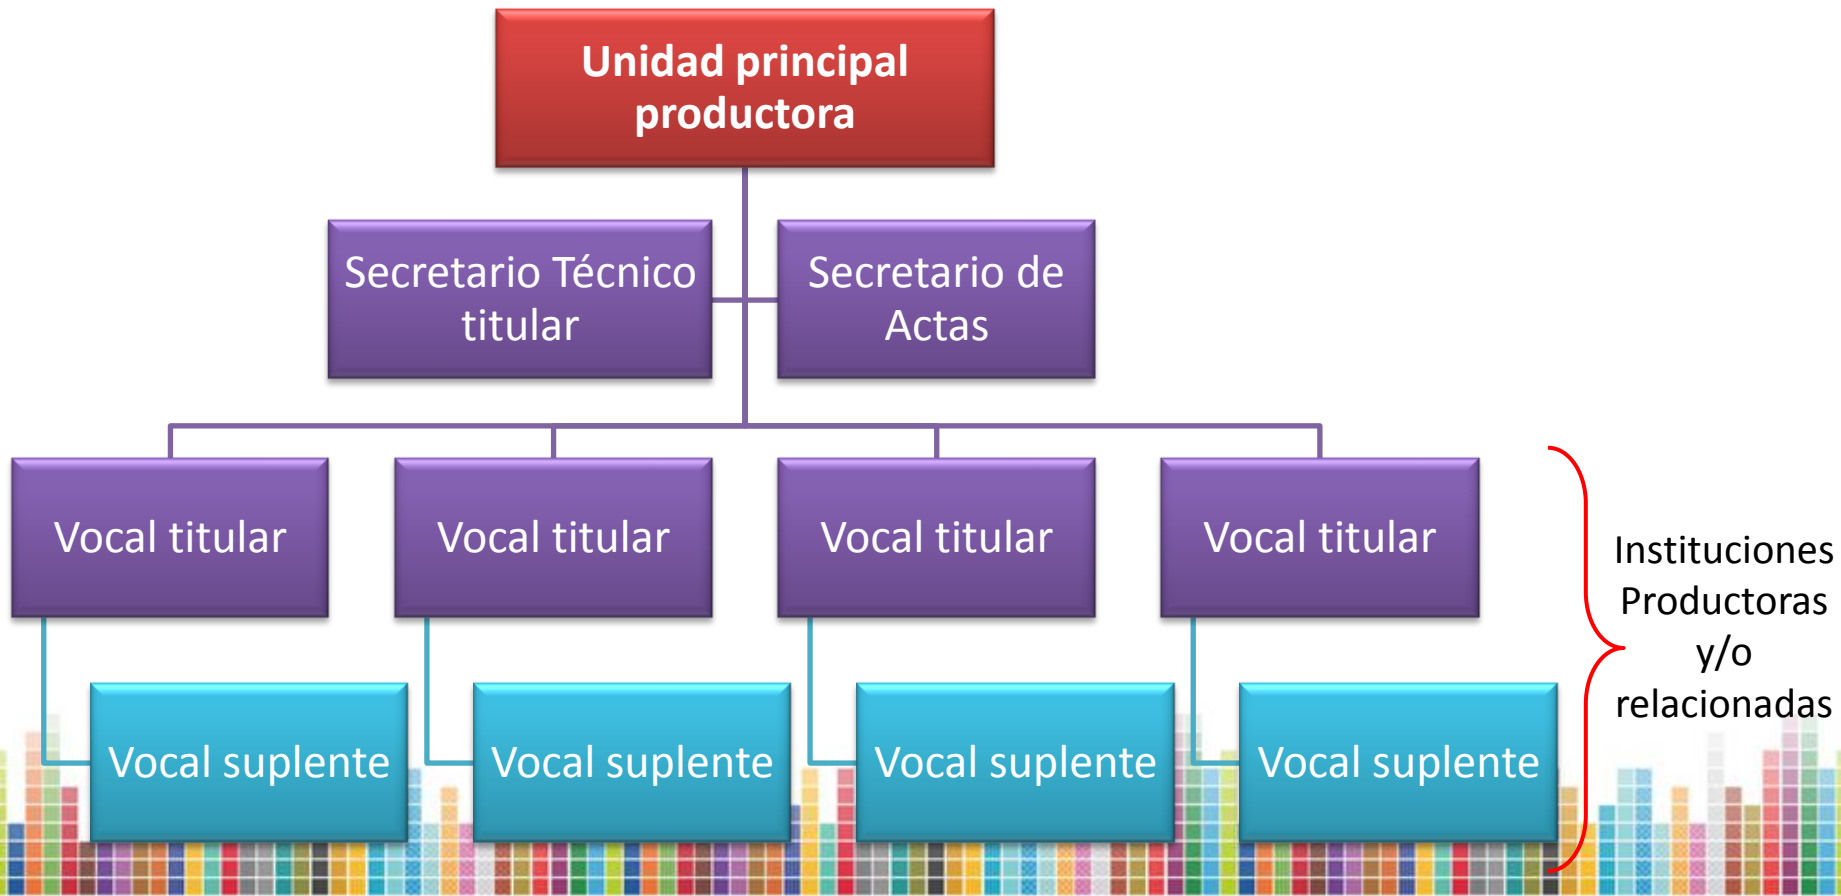 Unidad principal
productora
Secretario Técnico
titular
Secretario de
Actas
Vocal titular
Vocal titular
Vocal titular
Vocal titular
Vocal suplente
Vocal suplente
Vocal suplente
Vocal suplente
Instituciones
Productoras
y/o
relacionadas